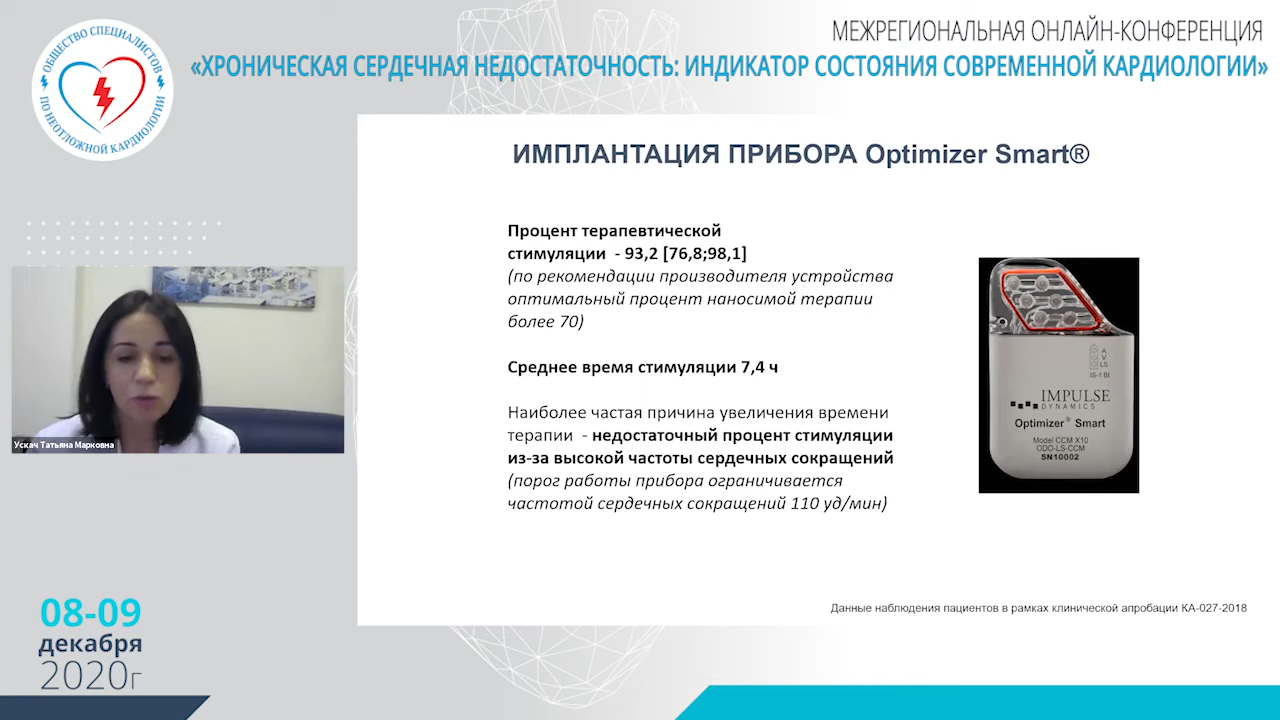 МЕЖРЕГИОНАЛЬНАЯ ОНЛАЙН-КОНФЕРЕНЦИЯ
«ХРОНИЧЕСКАЯ СЕРДЕЧНАЯ НЕДОСТАТОЧНОСТЬ: ИНДИКАТОР СОСТОЯНИЯ СОВРЕМЕННОЙ КАРДИОЛОГИИ»
ОБЩЕСТВО СПЕЦИАЛИСТОВ
ПО НЕОТЛОЖНОЙ КАРДИОЛОГИИ
ИМПЛАНТАЦИЯ ПРИБОРА Optimizer Smart®
Процент терапевтической
стимуляции - 93,2 [76,8;98,1]
(по рекомендации производителя устройства
оптимальный процент наносимой терапии
более 70)
Среднее время стимуляции 7,4 ч
Наиболее частая причина увеличения времени
терапии - недостаточный процент стимуляции
из-за высокой частоты сердечных сокращений
(порог работы прибора ограничивается
частотой сердечных сокращений 110 уд/мин)
A
V
LS
IS-1 BI
IMPULSE
DYNAMICS
Optimizer® Smart
Model CCM X10
ODO-LS-CCM
SN10002
Ускач Татьяна Марковна
Данные наблюдения пациентов в рамках клинической апробации КА-027-2018
08-09
декабря
2020г